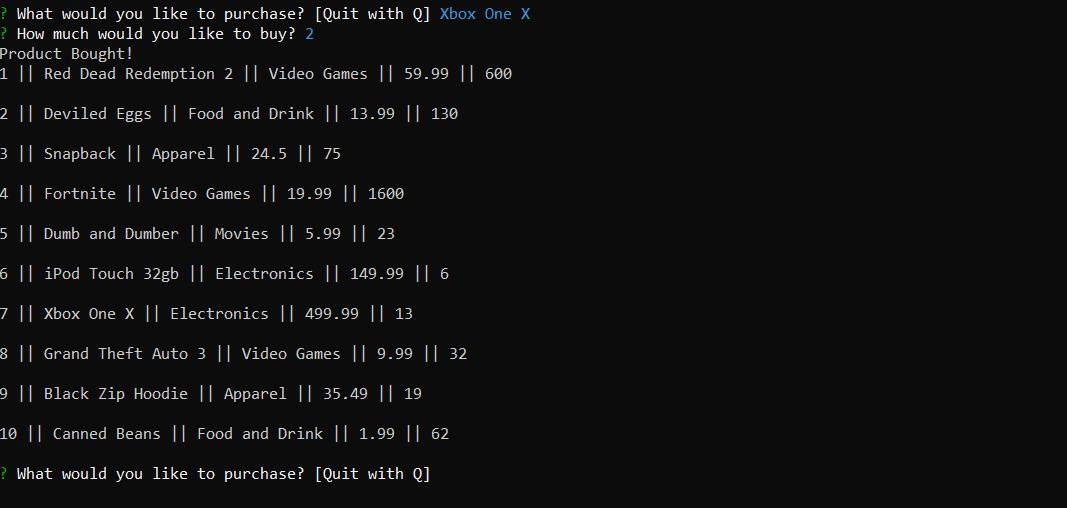 ? What would you like to purchase? [Quit with Q] Xbox One X
? How much would you like to buy? 2
Product Bought!
1 || Red Dead Redemption 2 || Video Games || 59.99 || 600
2 || Deviled Eggs || Food and Drink || 13.99 || 130
3 || Snapback || Apparel || 24.5 || 75
4 || Fortnite || Video Games || 19.99 || 1600
5 || Dumb and Dumber || Movies || 5.99 || 23
6 || iPod Touch 32gb || Electronics || 149.99 || 6
7 || Xbox One X || Electronics || 499.99 || 13
8 || Grand Theft Auto 3 || Video Games || 9.99 || 32
9 || Black Zip Hoodie || Apparel || 35.49 || 19
10 || Canned Beans || Food and Drink || 1.99 || 62
? What would you like to purchase? [Quit with Q]